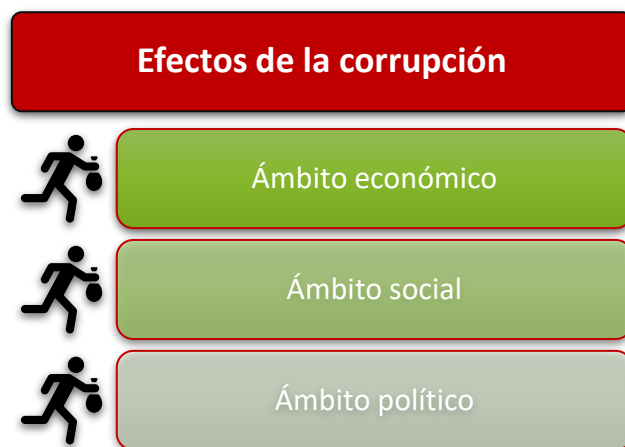 Efectos de la corrupción
Ámbito económico
Ámbito social
Ámbito político